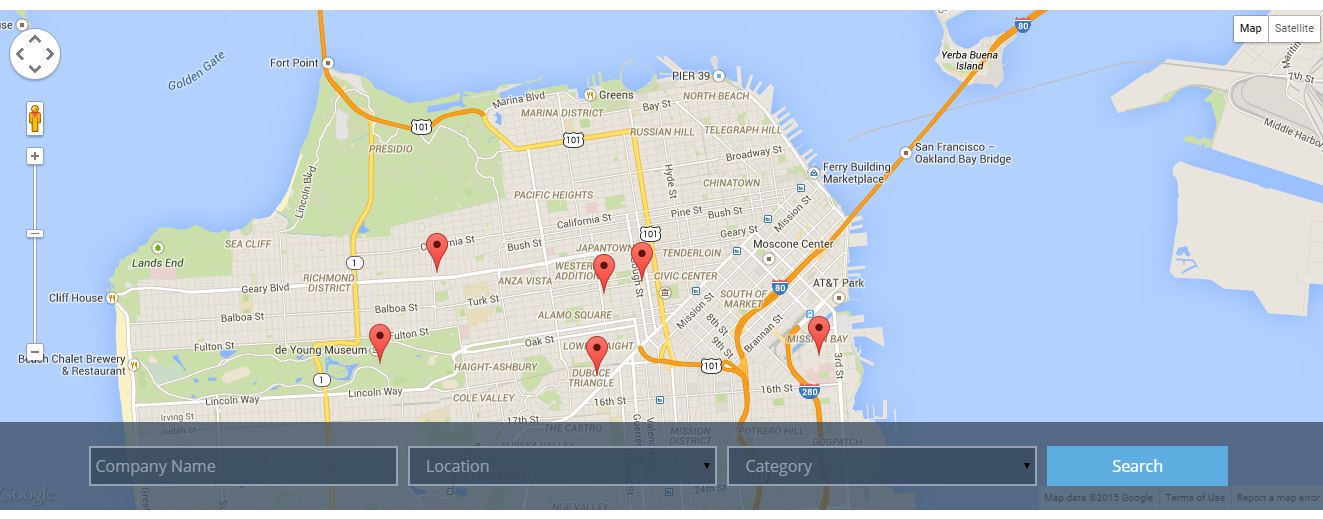 Map
Satellite
Golden Gate
Fort Point
PIER 39
Yerba Buena
Island
80
7th St
Middle Harbo
101
Marina Blvd
Greens
MARINA DISTRICT
Bay St
NORTH BEACH
101
RUSSIAN HILL
TELEGRAPH HILL
PRESIDIO
Broadway St
San Francisco –
Oakland Bay Bridge
Ferry Building
Marketplace
Lincoln Blvd
PACIFIC HEIGHTS
Hyde St
CHINATOWN
California St
Pine St
Bush St
Mission St
SEA CLIFF
Bush St
101
Geary St
Moscone Center
JAPANTOWN
TENDERLOIN
Lands End
1
RICHMOND
DISTRICT
ANZA VISTA
WESTERN
ADDITION
CIVIC CENTER
Geary Blvd
Cliff House
Turk St
Balboa St
Balboa St
80
AT&T Park
SOUTH OF
MARKET
Mission St
ALAMO SQUARE
8th St
9th St
Brannan St
Fulton St
Fulton St
de Young Museum
Oak St
3rd St
Beach Chalet Brewery
& Restaurant
HAIGHT-ASHBURY
DUBOCE
TRIANGLE
101
1
Lincoln Way
Lincoln Way
COLE VALLEY
16th St
16th St
280
Irving St
Judah St
17th St
THE CASTRO
MISSION
DISTRICT
POTRERO HILL
DOGPATCH
EUREKA VALLEY
Company Name
Location
Category
Search
24th St
NOE VALLEY
Google
Map data ©2015 Google
Terms of Use
Report a map error